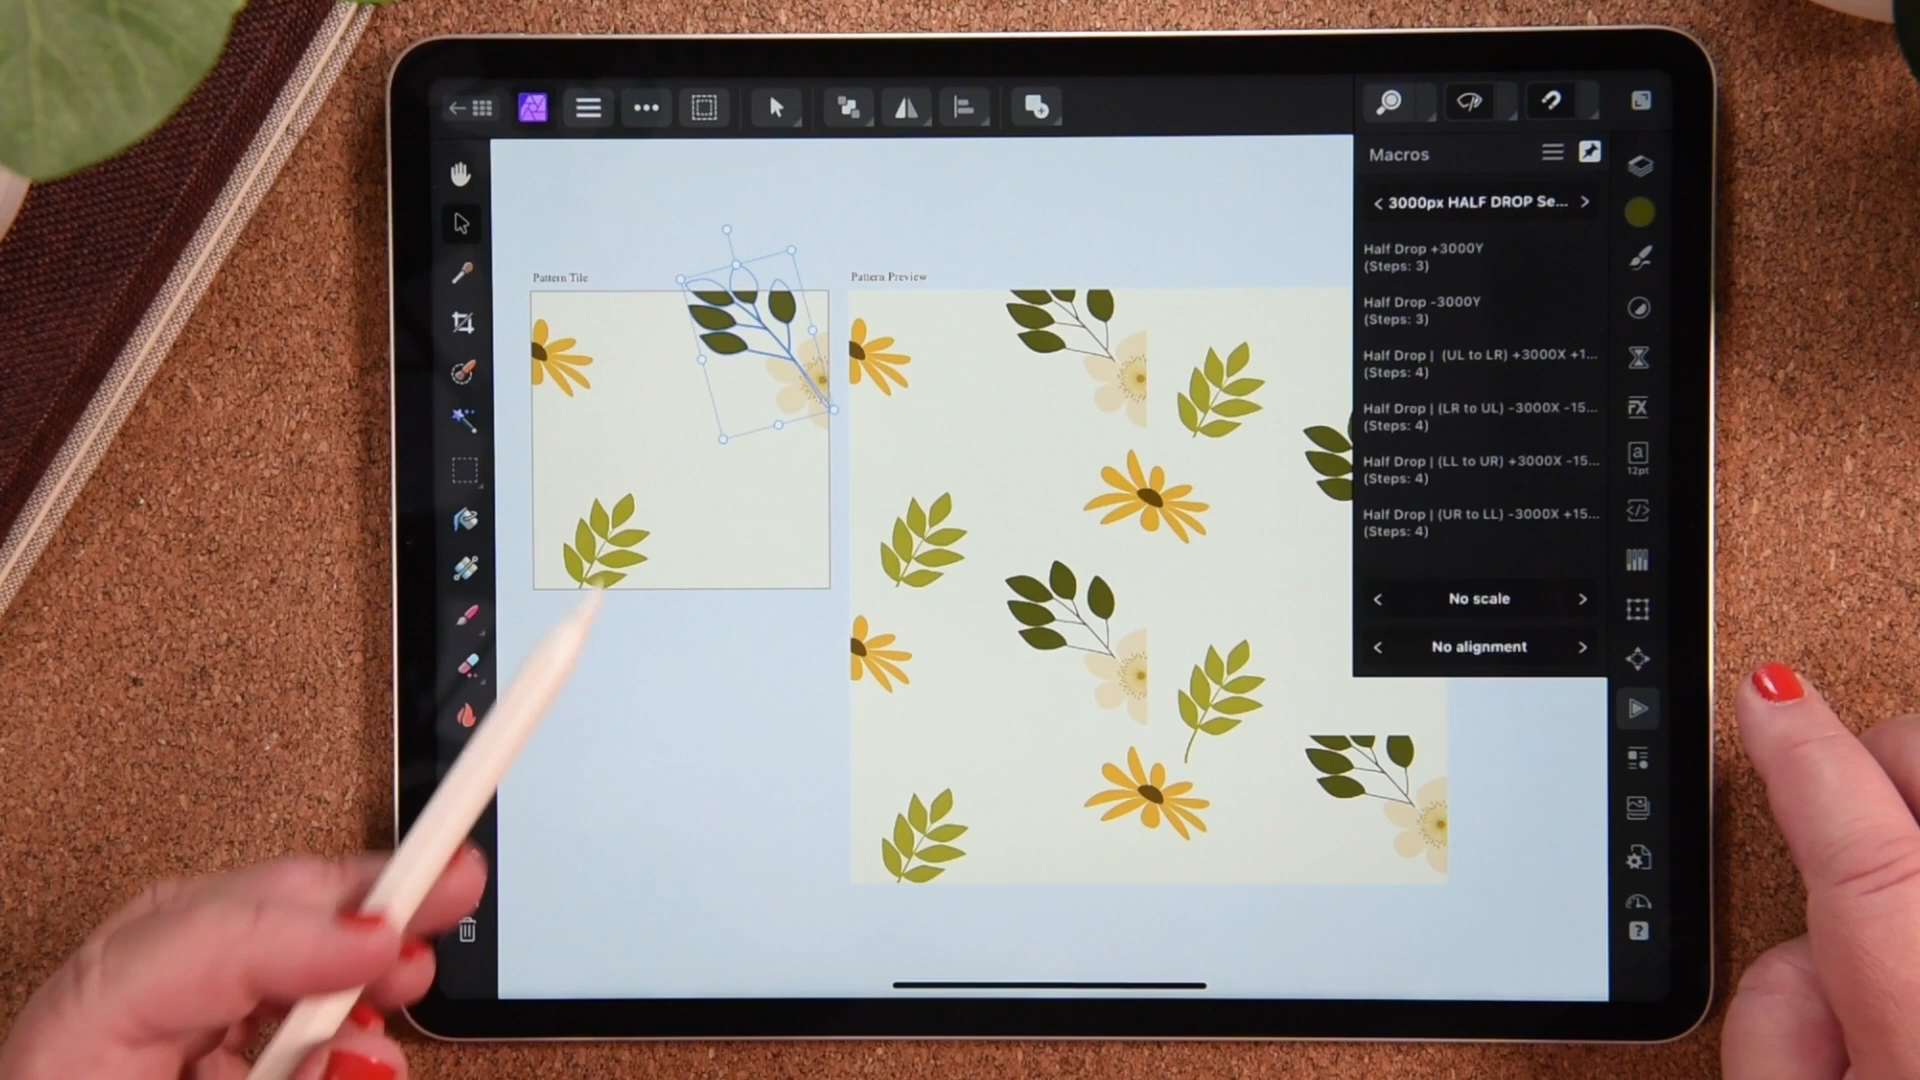 Macros
3000px HALF DROP Se...
Half Drop +3000Y
(Steps: 3)
Half Drop -3000Y
(Steps: 3)
Half Drop | (UL to LR) +3000X +1...
(Steps: 4)
Half Drop | (LR to UL) -3000X -15...
(Steps: 4)
Half Drop | (LL to UR) +3000X -15...
(Steps: 4)
Half Drop | (UR to LL) -3000X +15...
(Steps: 4)
No scale
No alignment
Pattern Tile
Pattern Preview
FX
a
12pt
?